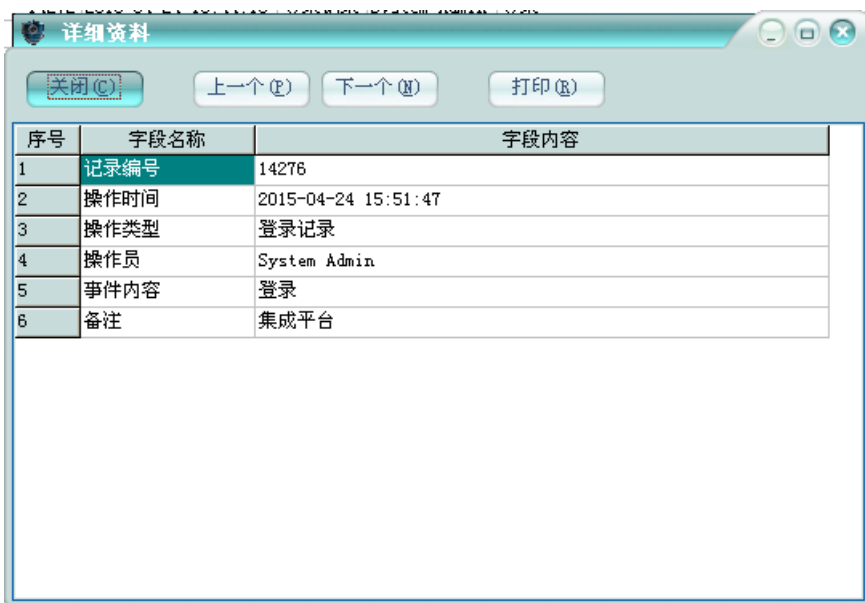 详细资料
关闭(C) 上一个(P) 下一个(N) 打印(R)
序号 字段名称 字段内容
1 记录编号 14276
2 操作时间 2015-04-24 15:51:47
3 操作类型 登录记录
4 操作员 System Admin
5 事件内容 登录
6 备注 集成平台